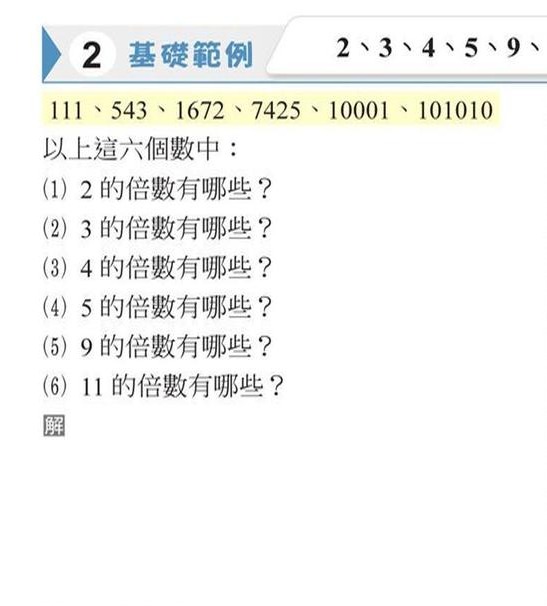 2 基礎範例 2、3、4、5、9、
111、543、1672、7425、10001、101010
以上這六個數中：
⑴ 2 的倍數有哪些？
⑵ 3 的倍數有哪些？
⑶ 4 的倍數有哪些？
⑷ 5 的倍數有哪些？
⑸ 9 的倍數有哪些？
⑹ 11 的倍數有哪些？
解